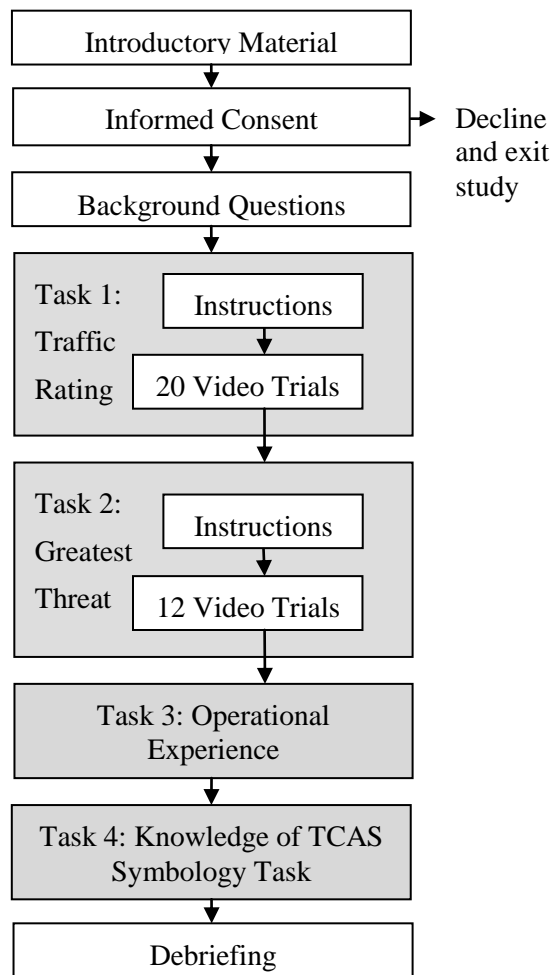 Introductory Material
Informed Consent
Decline
and exit
study
Background Questions
Task 1:
Traffic
Rating
Instructions
20 Video Trials
Task 2:
Greatest
Threat
Instructions
12 Video Trials
Task 3: Operational
Experience
Task 4: Knowledge of TCAS
Symbology Task
Debriefing